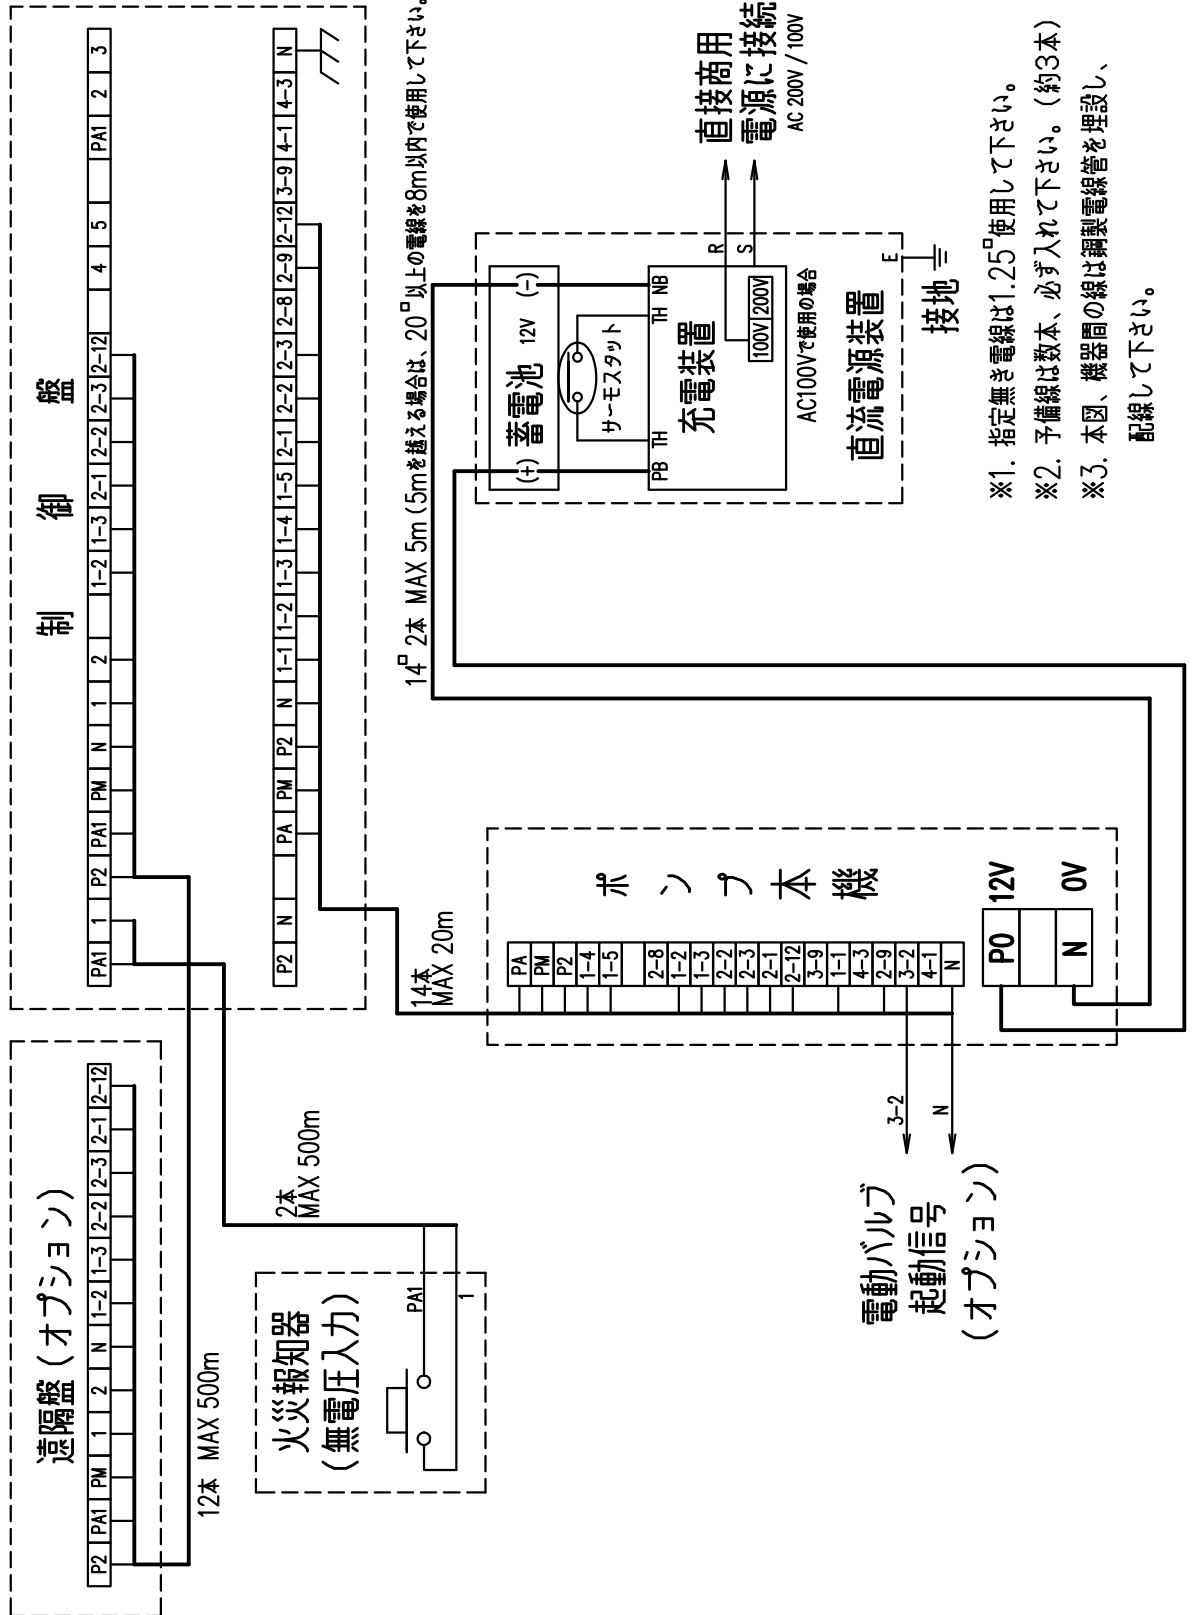 遠隔盤(オプション)
P2 PA1 PM 1 2 N 1-2 1-3 2-2 2-3 2-1 2-12
12本 MAX 500m
火災報知器
(無電圧入力)
PA1
1
2本
MAX 500m
制 御 盤
PA1 1 P2 PA1 PM N 1 2 1-2 1-3 2-1 2-2 2-3 2-12 4 5 PA1 2 3
P2 N PA PM P2 N 1-1 1-2 1-3 1-4 1-5 2-1 2-2 2-3 2-8 2-9 2-12 3-9 4-1 4-3 N
14□ 2本 MAX 5m(5mを越える場合は、20□以上の電線を8m以内で使用して下さい。)
14本
MAX 20m
ポンプ本機
PA
PM
P2
1-4
1-5
2-8
1-2
1-3
2-2
2-3
2-1
2-12
3-9
1-1
4-3
2-9
3-2
4-1
N
PO 12V
N 0V
3-2
N
電動バルブ
起動信号
(オプション)
蓄電池 12V
(+) (-)
サーモスタット
PB TH TH NB
充電装置
100V 200V
R
S
AC100Vで使用の場合
直流電源装置
E
接地
直接商用
電源に接続
AC 200V / 100V
※1. 指定無き電線は1.25□使用して下さい。
※2. 予備線は数本、必ず入れて下さい。(約3本)
※3. 本図、機器間の線は鋼製電線管を埋設し、
配線して下さい。